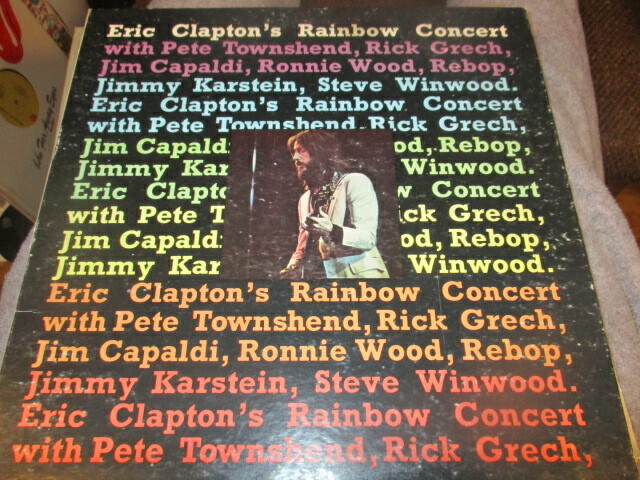 Eric Clapton's Rainbow Concert
with Pete Townshend, Rick Grech,
Jim Capaldi, Ronnie Wood, Rebop,
Jimmy Karstein, Steve Winwood.
Eric Clapton's Rainbow Concert
with Pete Townshend, Rick Grech,
Jim Capaldi od, Rebop,
Jimmy Kar Winwood.
Eric Clapto Concert
with Pete T ick Grech,
Jim Capald od, Rebop,
Jimmy Kar Winwood.
Eric Clapton's Rainbow Concert
with Pete Townshend, Rick Grech,
Jim Capaldi, Ronnie Wood, Rebop,
Jimmy Karstein, Steve Winwood.
Eric Clapton's Rainbow Concert
with Pete Townshend, Rick Grech,